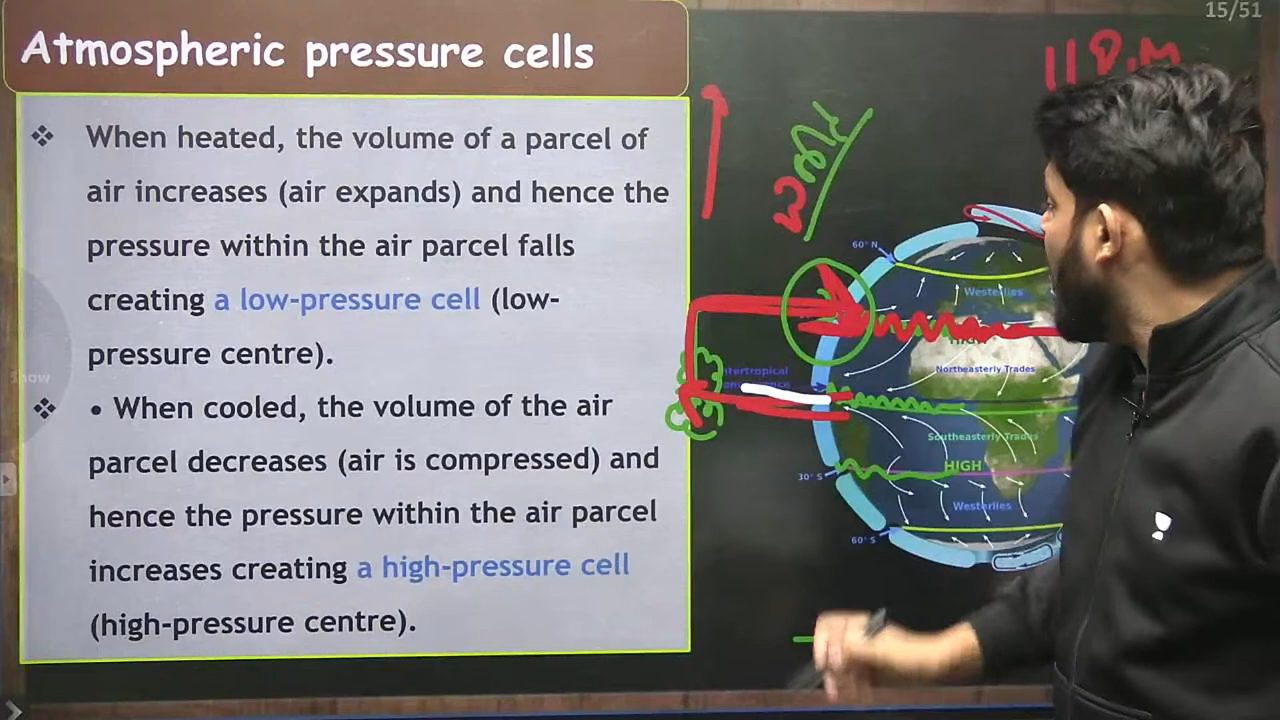 15/51
Atmospheric pressure cells
❖ When heated, the volume of a parcel of
air increases (air expands) and hence the
pressure within the air parcel falls
creating a low-pressure cell (low-
pressure centre).
❖ • When cooled, the volume of the air
parcel decreases (air is compressed) and
hence the pressure within the air parcel
increases creating a high-pressure cell
(high-pressure centre).
60° N
Westerlies
HIGH
Northeasterly Trades
Southeasterly Trades
HIGH
30° S
Westerlies
60° S